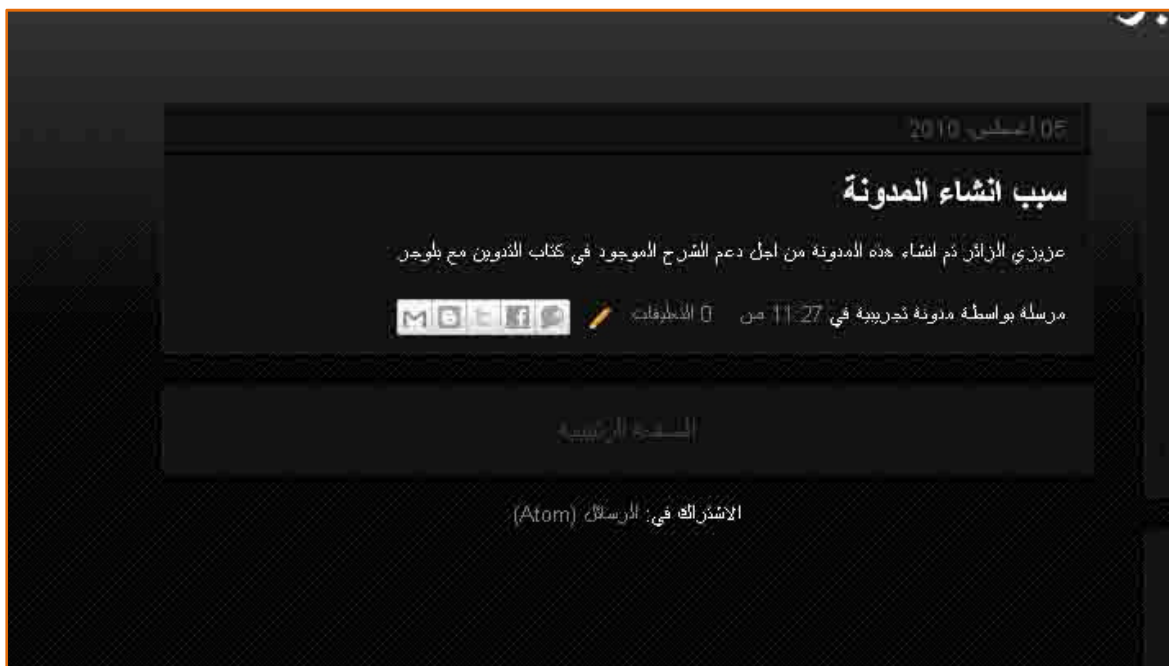 05 أغسطس، 2010
سبب انشاء المدونة
عزيزي الزائر تم انشاء هذه المدونة من اجل دعم الشرح الموجود في كتاب التدوين مع بلوجر.
مرسلة بواسطة مدونة تجريبية في 11:27 ص 0 التعليقات
الصفحة الرئيسية
الاشتراك في: الرسائل (Atom)